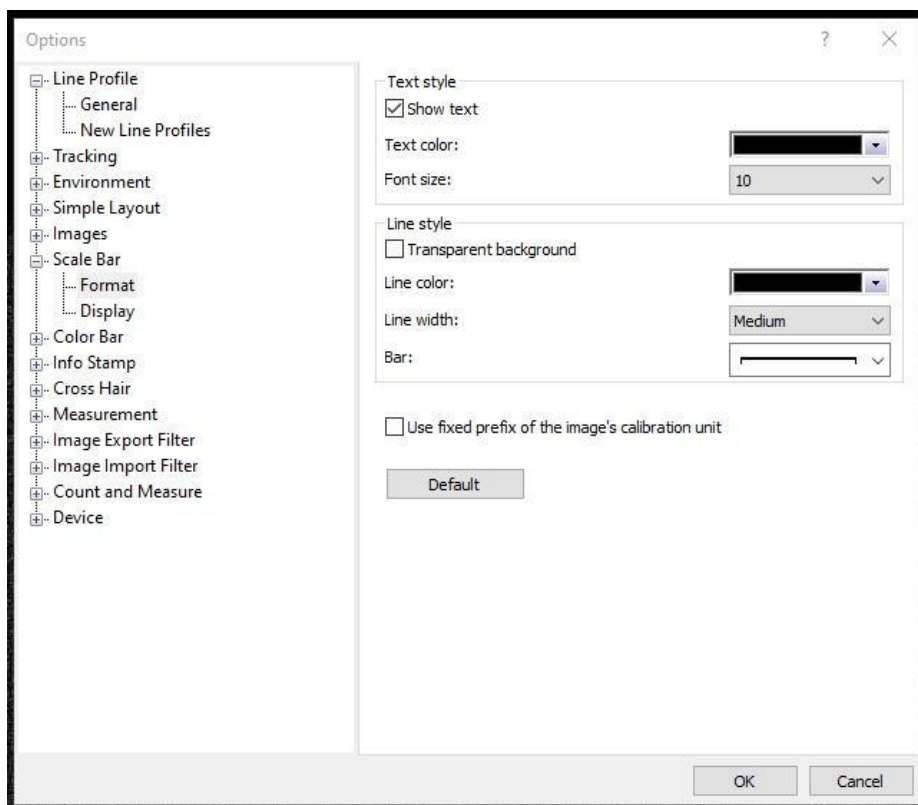 Options
?
Line Profile
General
New Line Profiles
Tracking
Environment
Simple Layout
Images
Scale Bar
Format
Display
Color Bar
Info Stamp
Cross Hair
Measurement
Image Export Filter
Image Import Filter
Count and Measure
Device
Text style
Show text
Text color:
Font size: 10
Line style
Transparent background
Line color:
Line width: Medium
Bar:
Use fixed prefix of the image's calibration unit
Default
OK Cancel